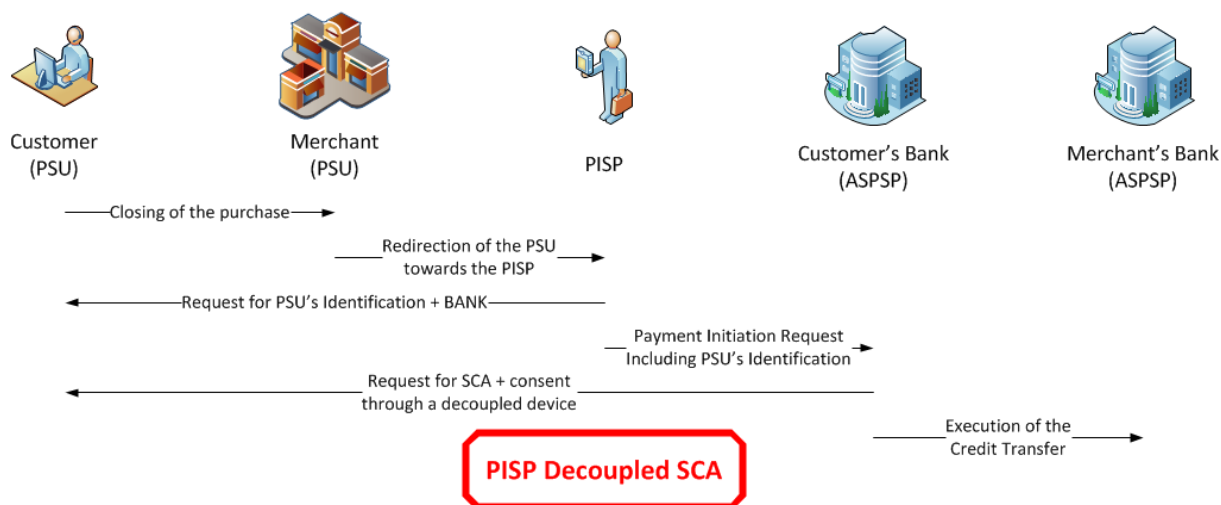 Customer
(PSU)
Merchant
(PSU)
PISP
Customer's Bank
(ASPSP)
Merchant's Bank
(ASPSP)
Closing of the purchase
Redirection of the PSU
towards the PISP
Request for PSU's Identification + BANK
Payment Initiation Request
Including PSU's Identification
Request for SCA + consent
through a decoupled device
Execution of the
Credit Transfer
PISP Decoupled SCA